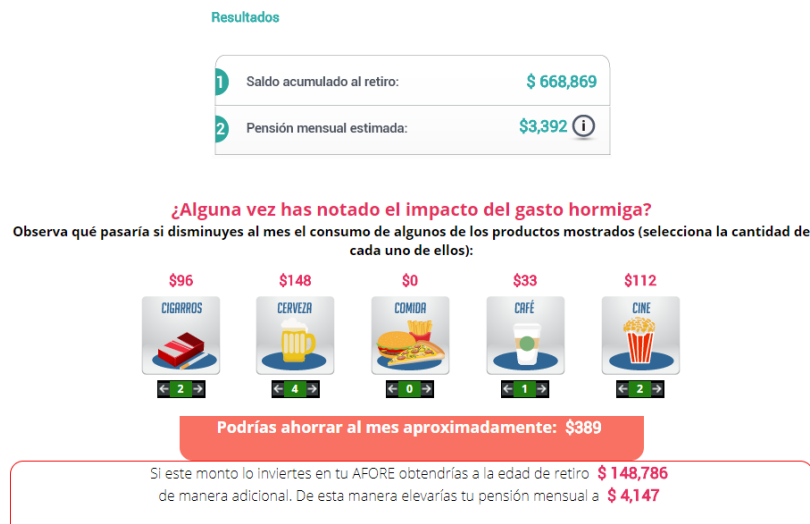 Resultados
1 Saldo acumulado al retiro: $ 668,869
2 Pensión mensual estimada: $3,392 i
¿Alguna vez has notado el impacto del gasto hormiga?
Observa qué pasaría si disminuyes al mes el consumo de algunos de los productos mostrados (selecciona la cantidad de
cada uno de ellos):
$96 $148 $0 $33 $112
CIGARROS CERVEZA COMIDA CAFÉ CINE
2 4 0 1 2
Podrías ahorrar al mes aproximadamente: $389
Si este monto lo inviertes en tu AFORE obtendrías a la edad de retiro $ 148,786
de manera adicional. De esta manera elevarías tu pensión mensual a $ 4,147